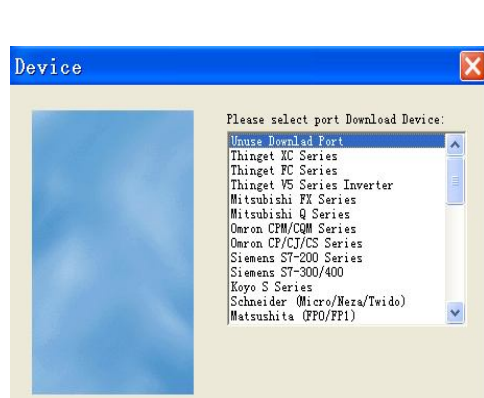 Device
Please select port Download Device:
Unuse Downlad Port
Thinget XC Series
Thinget FC Series
Thinget V5 Series Inverter
Mitsubishi FX Series
Mitsubishi Q Series
Omron CPM/CQM Series
Omron CP/CJ/CS Series
Siemens S7-200 Series
Siemens S7-300/400
Koyo S Series
Schneider (Micro/Neza/Twido)
Matsushita (FP0/FP1)